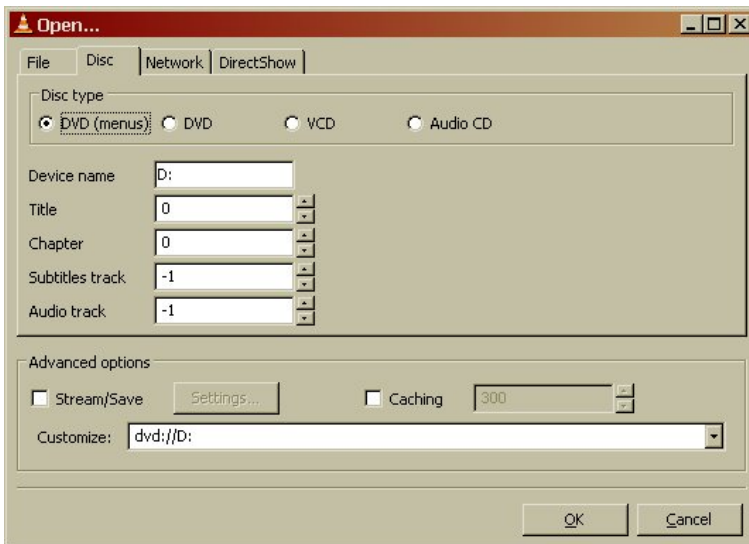 Open...
File Disc Network DirectShow
Disc type
DVD (menus) DVD VCD Audio CD
Device name D:
Title 0
Chapter 0
Subtitles track -1
Audio track -1
Advanced options
Stream/Save Settings... Caching 300
Customize: dvd://D:
OK Cancel